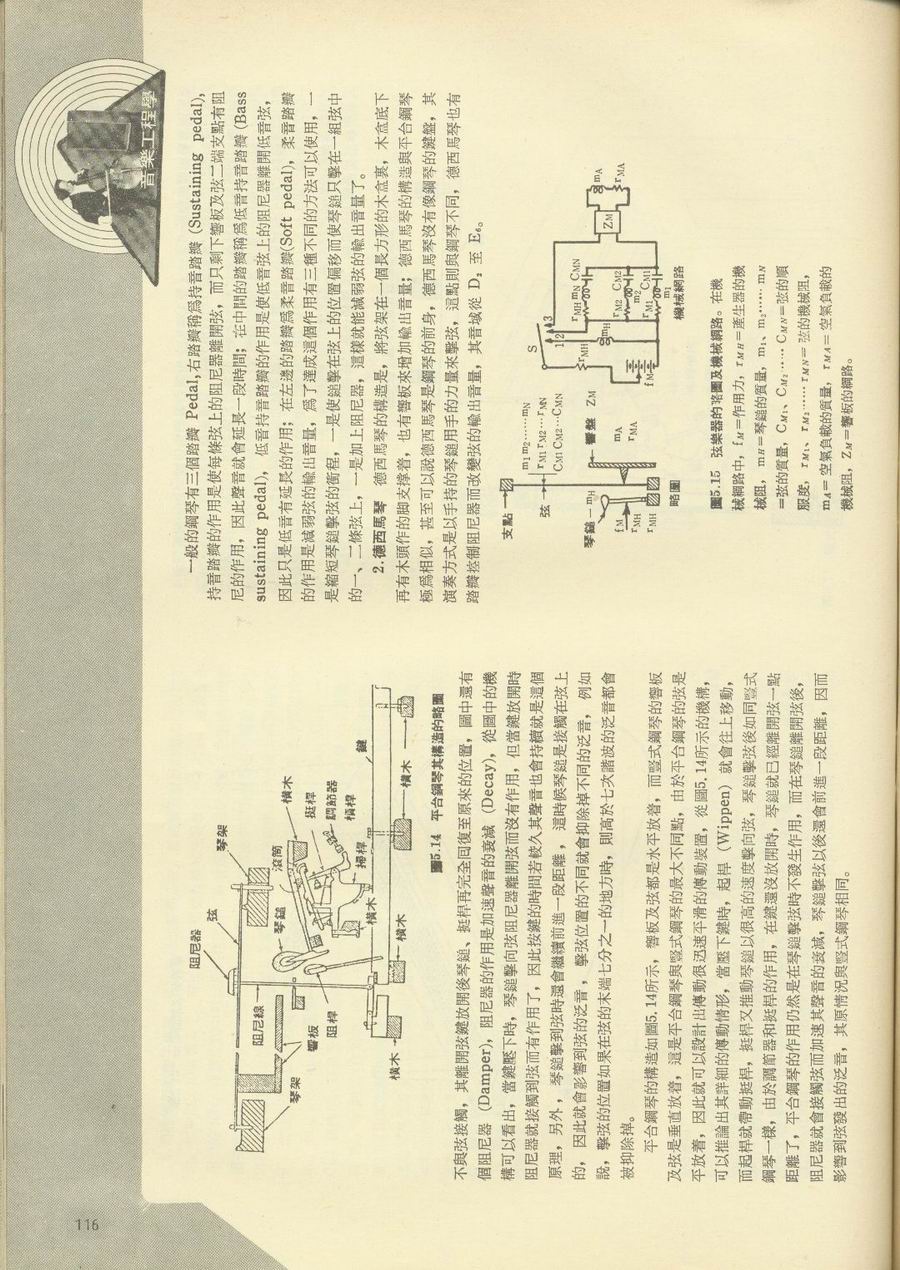 116
音樂工程學
阻尼器
弦
琴架
阻尼線
琴鎚
滾筒
橫木
挺桿
調節器
槓桿
琴架
響板
阻桿
橫木
掃桿
橫木
橫木
橫木
鍵
圖5.14 平台鋼琴其構造的略圖
不與弦接觸，其離開弦鍵放開後琴鎚、挺桿再完全囘復至原來的位置，圖中還有
個阻尼器 (Damper)，阻尼器的作用是加速聲音的衰減 (Decay)，從圖中的機
構可以看出，當鍵壓下時，琴鎚擊向弦阻尼器離開弦而沒有作用，但當鍵放開時
阻尼器就接觸到弦而有作用了，因此按鍵的時間若較久其聲音也會持續就是這個
原理，另外，琴鎚擊到弦時還會繼續前進一段距離，這時候琴鎚是接觸在弦上
的，因此就會影響到弦的泛音，擊弦位置的不同就會抑除掉不同的泛音，例如
說，擊弦的位置如果在弦的末端七分之一的地方時，則高於七次諧波的泛音都會
被抑除掉。
平台鋼琴的構造如圖5.14所示，響板及弦都是水平放着，而豎式鋼琴的響板
及弦是垂直放着，這是平台鋼琴與豎式鋼琴的最大不同點，由於平台鋼琴的弦是
平放着，因此就可以設計出傳動很迅速平滑的傳動裝置，從圖5.14所示的機構，
可以推論出其詳細的傳動情形，當壓下鍵時，起桿 (Wippen) 就會往上移動，
而起桿就帶動挺桿，挺桿又推動琴鎚以很高的速度擊向弦，琴鎚擊弦後如同豎式
鋼琴一樣，由於調節器和挺桿的作用，在鍵還沒放開時，琴鎚就已經離開弦一點
距離了，平台鋼琴的作用仍然是在琴鎚擊弦時不發生作用，而在琴鎚離開弦後，
阻尼器就會接觸弦而加速其聲音的衰減，琴鎚擊弦以後還會前進一段距離，因而
影響到弦發出的泛音，其原情況與豎式鋼琴相同。
一般的鋼琴有三個踏瓣 Pedal,右踏瓣稱爲持音踏瓣 (Sustaining pedal),
持音踏瓣的作用是使每條弦上的阻尼器離開弦，而只剩下響板及弦二端支點有阻
尼的作用，因此聲音就會延長一段時間；在中間的踏瓣稱爲低音持音踏瓣 (Bass
sustaining pedal)，低音持音踏瓣的作用是使低音弦上的阻尼器離開低音弦，
因此只是低音有延長的作用；在左邊的踏瓣爲柔音踏瓣(Soft pedal)，柔音踏瓣
的作用是減弱弦的輸出音量，爲了達成這個作用有三種不同的方法可以使用，一
是縮短琴鎚擊弦的衝程，一是使鎚擊在弦上的位置偏移而使琴鎚只擊在一組弦中
的一、二條弦上，一是加上阻尼器，這樣就能減弱弦的輸出音量了。
2.德西馬琴 德西馬琴的構造是，將弦架在一個長方形的木盒裏，木盒底下
再有木頭作的脚支撐着，也有響板來增加輸出音量；德西馬琴的構造與平台鋼琴
極爲相似，甚至可以說德西馬琴是鋼琴的前身，德西馬琴沒有像鋼琴的鍵盤，其
演奏方式是以手持的琴鎚用手的力量來擊弦，這點則與鋼琴不同，德西馬琴也有
踏瓣控制阻尼器而改變弦的輸出音量，其音域從 D₂ 至 E₆。
支點
弦
m1 m2……mN
rM1 rM2…rMN
CM1 CM2…CMN
琴鎚 mH
響盤 ZM
fM
rMH
rMH
mA
rMA
略圖
S
1 2 3
rMH
mH
fM
rMH mN CMN
rM2 m2 CM2
rM1 m1 CM1
ZM
mA
rMA
機械網路
圖5.15 弦樂器的略圖及機械網路。在機
械網路中，fM＝作用力，rMH＝產生器的機
械阻，mH＝琴鎚的質量，m1、m2…… mN
＝弦的質量，CM1、CM2…… CMN＝弦的順
服度，rM1、rM2…… rMN＝弦的機械阻，
mA＝空氣負載的質量，rMA＝空氣負載的
機械阻，ZM＝響板的網路。